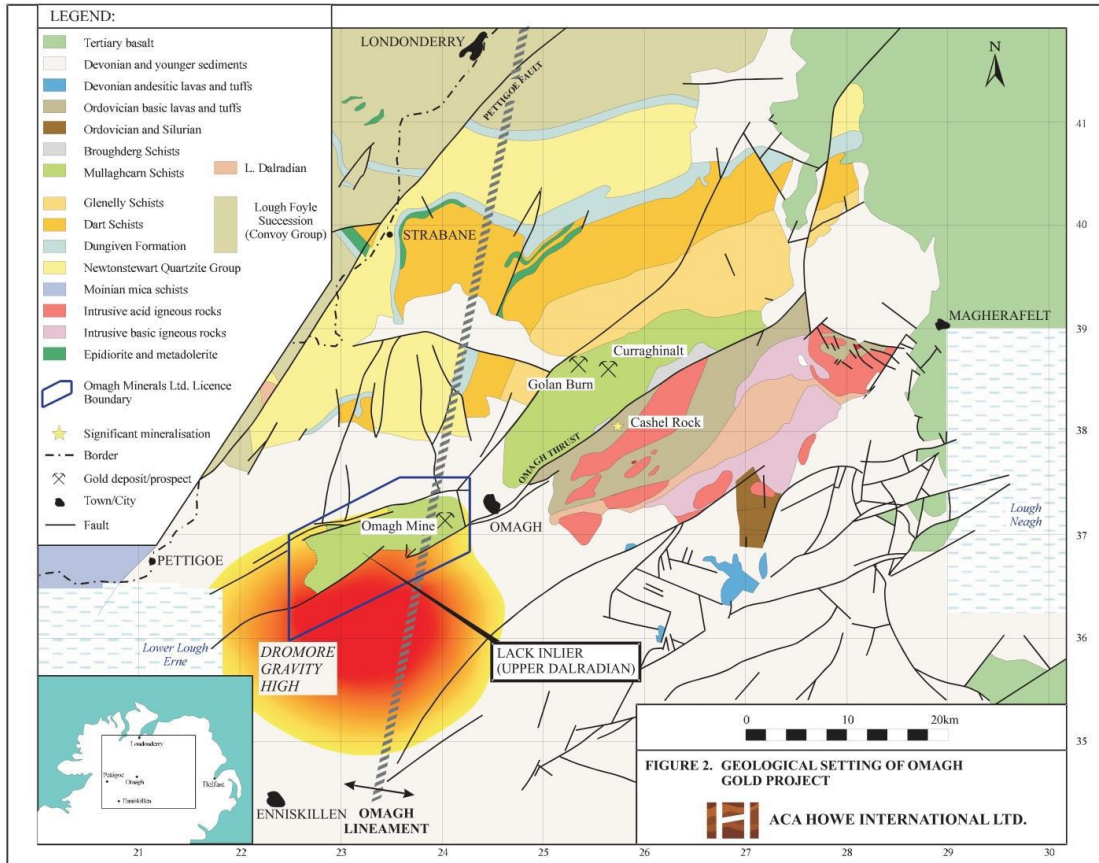 LEGEND:
Tertiary basalt
Devonian and younger sediments
Devonian andesitic lavas and tuffs
Ordovician basic lavas and tuffs
Ordovician and Silurian
Broughderg Schists
Mullaghcarn Schists
L. Dalradian
Glenelly Schists
Dart Schists
Dungiven Formation
Newtonstewart Quartzite Group
Lough Foyle
Succession
(Convoy Group)
Moinian mica schists
Intrusive acid igneous rocks
Intrusive basic igneous rocks
Epidiorite and metadolerite
Omagh Minerals Ltd. Licence
Boundary
Significant mineralisation
Border
Gold deposit/prospect
Town/City
Fault
LONDONDERRY
PETTIGOE FAULT
N
41
40
39
38
37
36
35
STRABANE
MAGHERAFELT
Curraghinalt
Golan Burn
Cashel Rock
OMAGH THRUST
Omagh Mine
OMAGH
Lough
Neagh
PETTIGOE
Lower Lough
Erne
DROMORE
GRAVITY
HIGH
LACK INLIER
(UPPER DALRADIAN)
ENNISKILLEN
OMAGH
LINEAMENT
Londonderry
Pettigoe
Omagh
Belfast
Enniskillen
0 10 20km
FIGURE 2. GEOLOGICAL SETTING OF OMAGH
GOLD PROJECT
ACA HOWE INTERNATIONAL LTD.
21 22 23 24 25 26 27 28 29 30